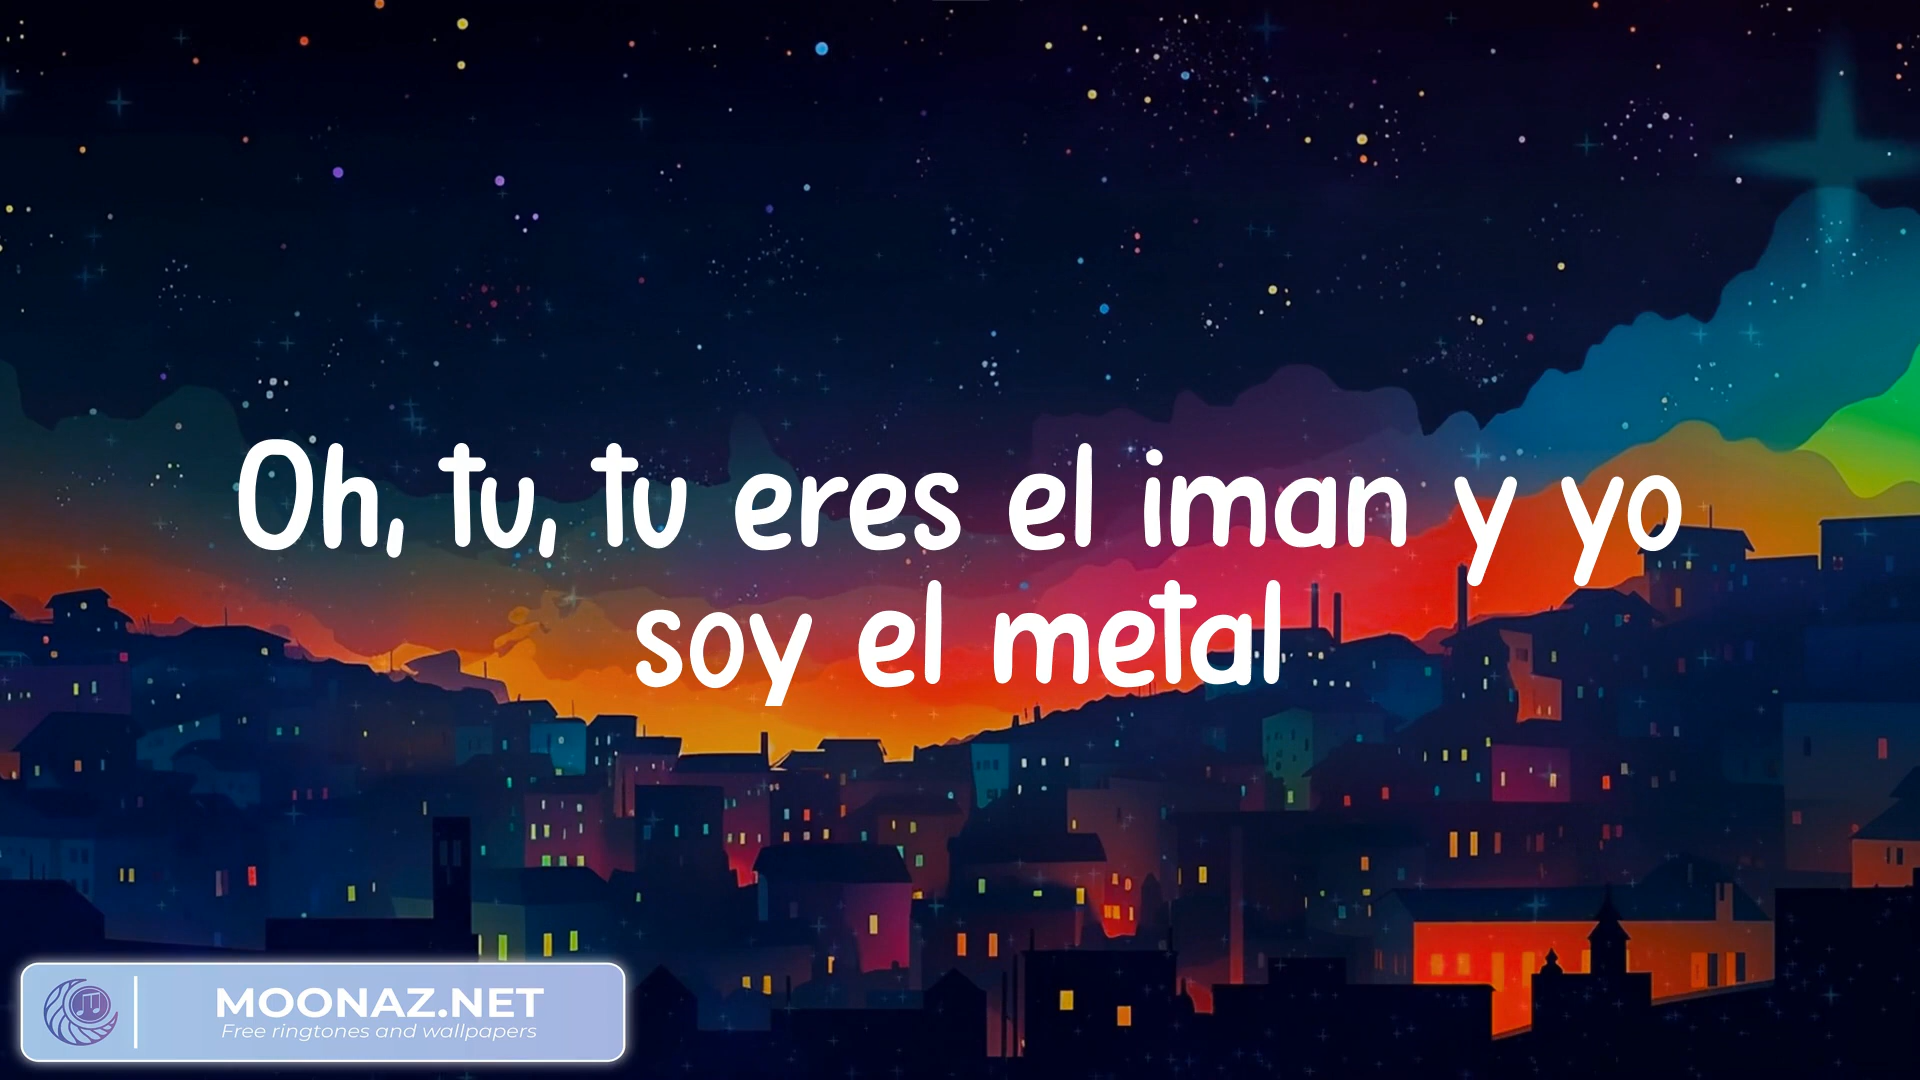 Oh, tu, tu eres el iman y yo
soy el metal
MOONAZ.NET
Free ringtones and wallpapers